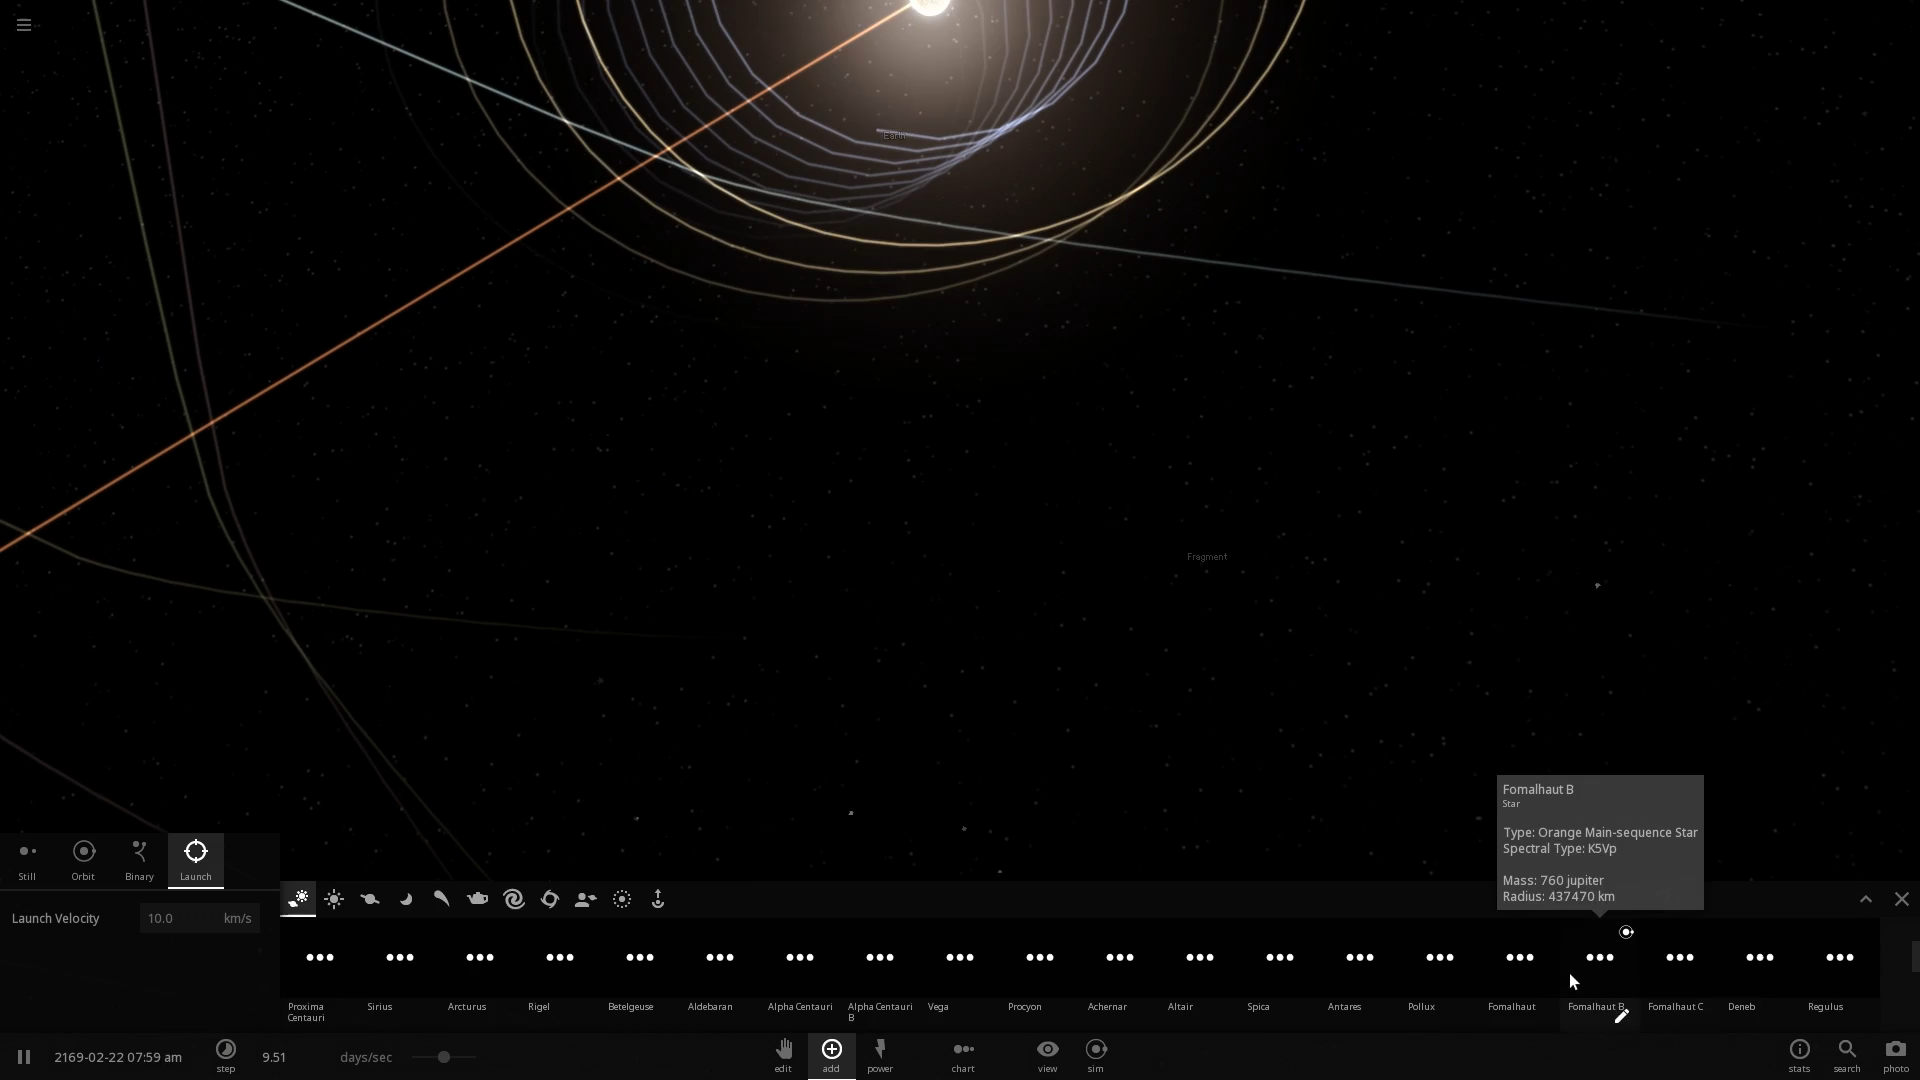 Earth
Fragment
Fomalhaut B
Star
Type: Orange Main-sequence Star
Spectral Type: K5Vp
Mass: 760 jupiter
Radius: 437470 km
Still
Orbit
Binary
Launch
Launch Velocity
10.0
km/s
Proxima
Centauri
Sirius
Arcturus
Rigel
Betelgeuse
Aldebaran
Alpha Centauri
Alpha Centauri
B
Vega
Procyon
Achernar
Altair
Spica
Antares
Pollux
Fomalhaut
Fomalhaut B
Fomalhaut C
Deneb
Regulus
2169-02-22 07:59 am
step
9.51
days/sec
edit
add
power
chart
view
sim
stats
search
photo